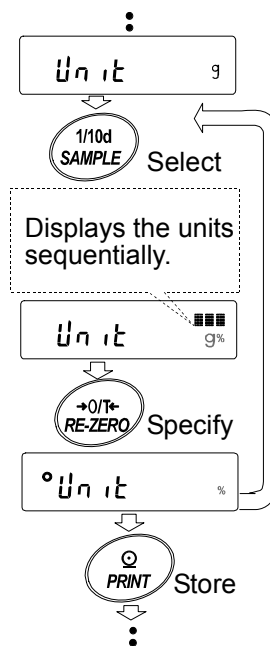 Unit g
1/10d
SAMPLE Select
Displays the units
sequentially.
Unit g%
→0/T←
RE-ZERO Specify
°Unit %
PRINT Store